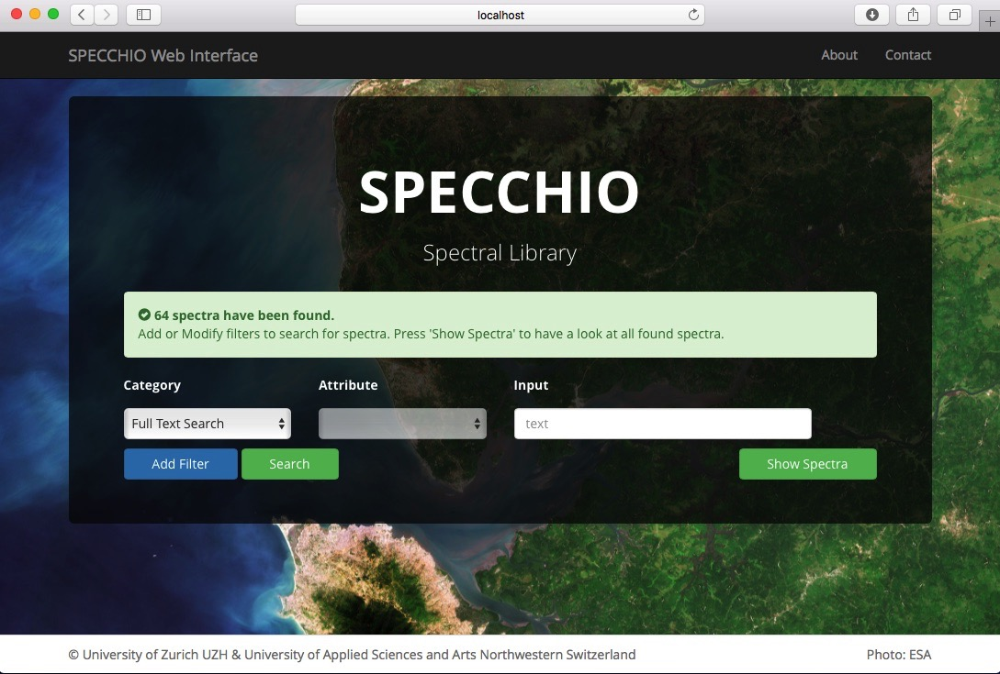 localhost
SPECCHIO Web Interface
About
Contact
SPECCHIO
Spectral Library
64 spectra have been found.
Add or Modify filters to search for spectra. Press 'Show Spectra' to have a look at all found spectra.
Category
Attribute
Input
Full Text Search
text
Add Filter
Search
Show Spectra
© University of Zurich UZH & University of Applied Sciences and Arts Northwestern Switzerland
Photo: ESA